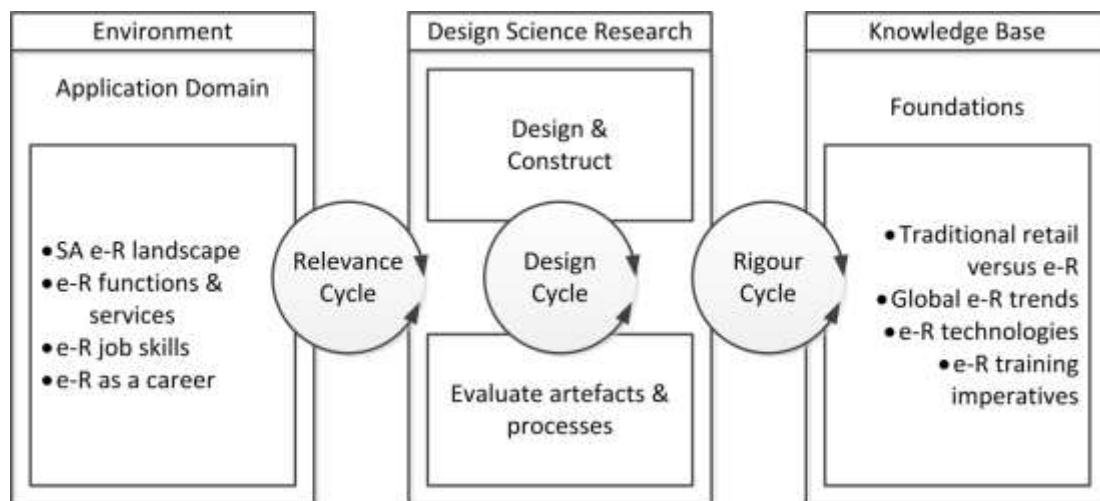 Environment
Application Domain
•SA e-R landscape
•e-R functions &
services
•e-R job skills
•e-R as a career
Relevance
Cycle
Design Science Research
Design &
Construct
Design
Cycle
Evaluate artefacts &
processes
Rigour
Cycle
Knowledge Base
Foundations
•Traditional retail
versus e-R
•Global e-R trends
•e-R technologies
•e-R training
imperatives